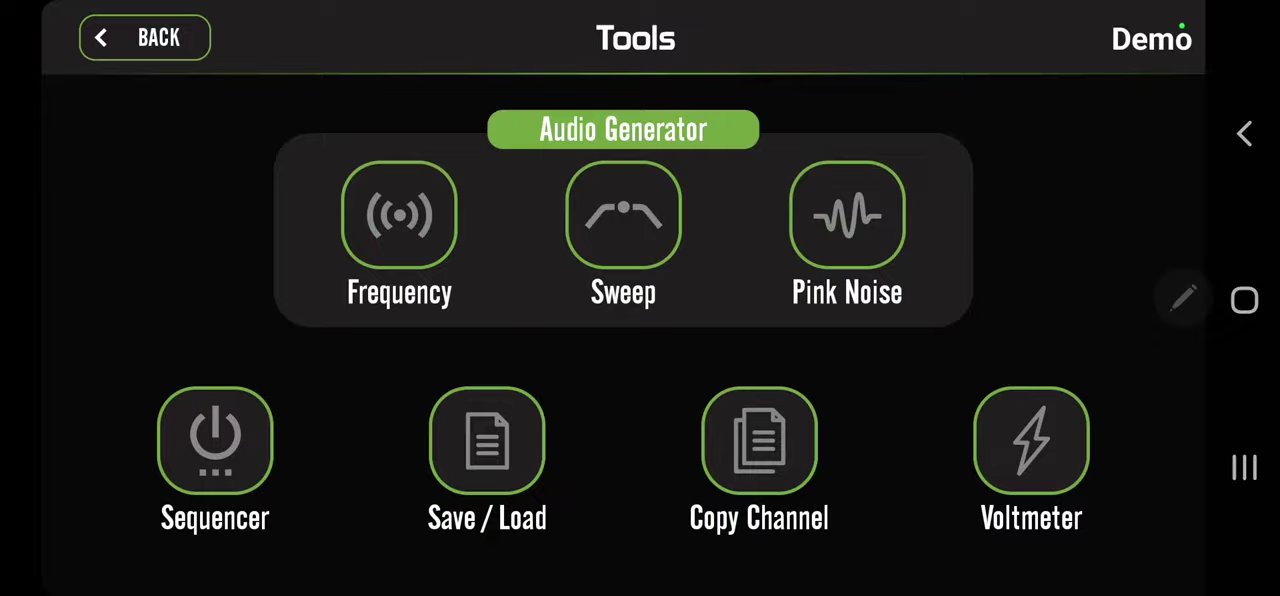 BACK
Tools
Demo
Audio Generator
Frequency
Sweep
Pink Noise
Sequencer
Save / Load
Copy Channel
Voltmeter